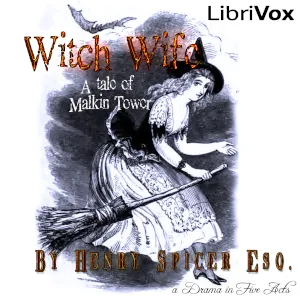 LibriVox
Witch Wife
A tale of
Malkin Tower
By Henry Spicer Esq.
a Drama in Five Acts